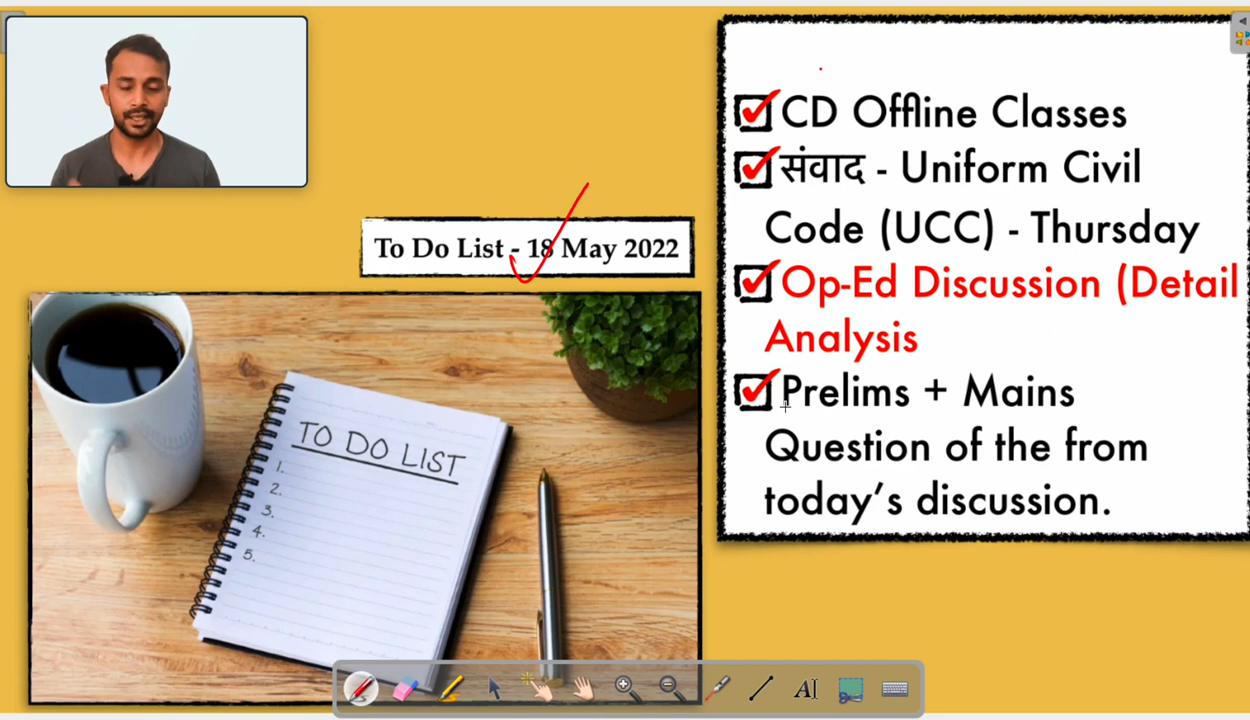 CD Offline Classes
संवाद - Uniform Civil
Code (UCC) - Thursday
Op-Ed Discussion (Detail
Analysis
Prelims + Mains
Question of the from
today’s discussion.
To Do List - 18 May 2022
TO DO LIST
1.
2.
3.
4.
5.
AI